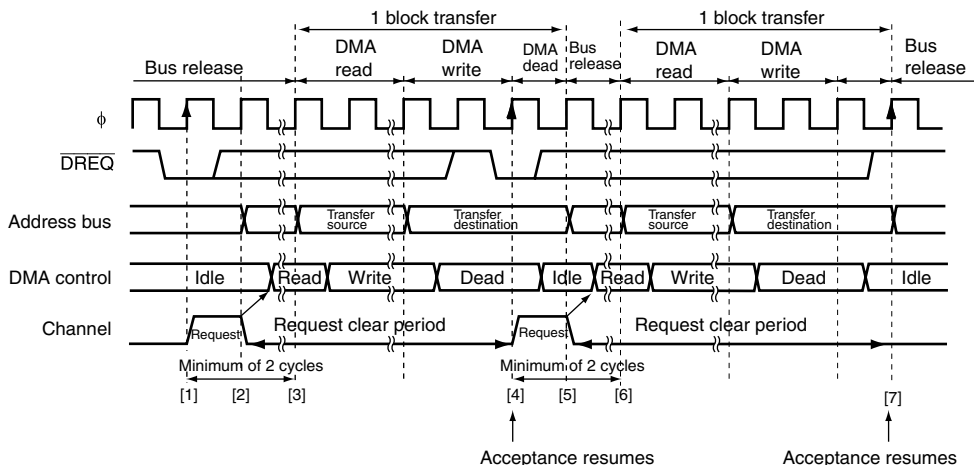 1 block transfer 1 block transfer
Bus release DMA read DMA write DMA dead Bus release DMA read DMA write Bus release
ϕ
DREQ
Address bus Transfer source Transfer destination Transfer source Transfer destination
DMA control Idle Read Write Dead Idle Read Write Dead Idle
Channel Request Request clear period Request Request clear period
Minimum of 2 cycles Minimum of 2 cycles
[1] [2] [3] [4] [5] [6] [7]
Acceptance resumes Acceptance resumes